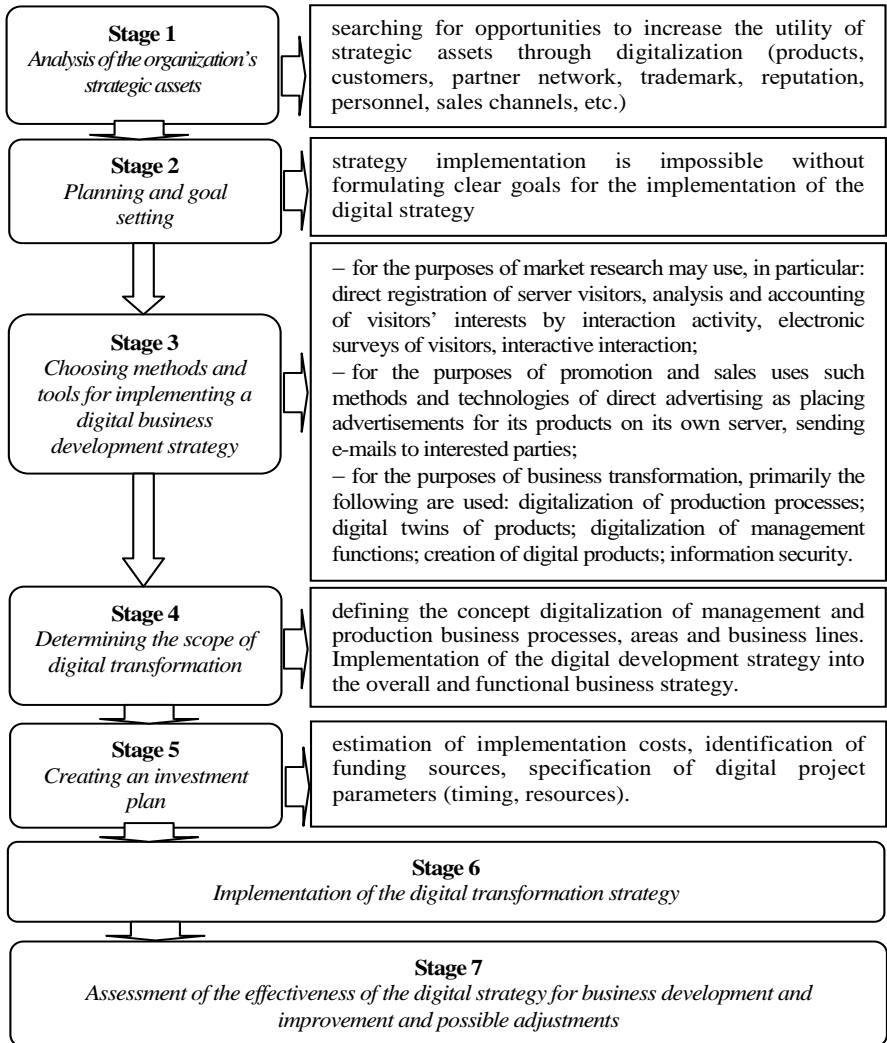 Stage 1
Analysis of the organization's
strategic assets
searching for opportunities to increase the utility of
strategic assets through digitalization (products,
customers, partner network, trademark, reputation,
personnel, sales channels, etc.)
Stage 2
Planning and goal
setting
strategy implementation is impossible without
formulating clear goals for the implementation of the
digital strategy
Stage 3
Choosing methods and
tools for implementing a
digital business
development strategy
– for the purposes of market research may use, in particular:
direct registration of server visitors, analysis and accounting
of visitors' interests by interaction activity, electronic
surveys of visitors, interactive interaction;
– for the purposes of promotion and sales uses such
methods and technologies of direct advertising as placing
advertisements for its products on its own server, sending
e-mails to interested parties;
– for the purposes of business transformation, primarily the
following are used: digitalization of production processes;
digital twins of products; digitalization of management
functions; creation of digital products; information security.
Stage 4
Determining the scope of
digital transformation
defining the concept digitalization of management and
production business processes, areas and business lines.
Implementation of the digital development strategy into
the overall and functional business strategy.
Stage 5
Creating an investment
plan
estimation of implementation costs, identification of
funding sources, specification of digital project
parameters (timing, resources).
Stage 6
Implementation of the digital transformation strategy
Stage 7
Assessment of the effectiveness of the digital strategy for business development and
improvement and possible adjustments